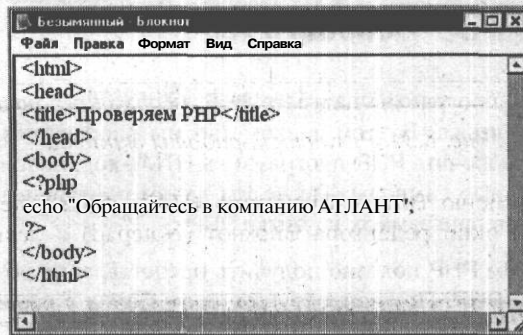 Безымянный - Блокнот
Файл Правка Формат Вид Справка
<html>
<head>
<title>Проверяем PHP</title>
</head>
<body>
<?php
echo "Обращайтесь в компанию АТЛАНТ";
?>
</body>
</html>